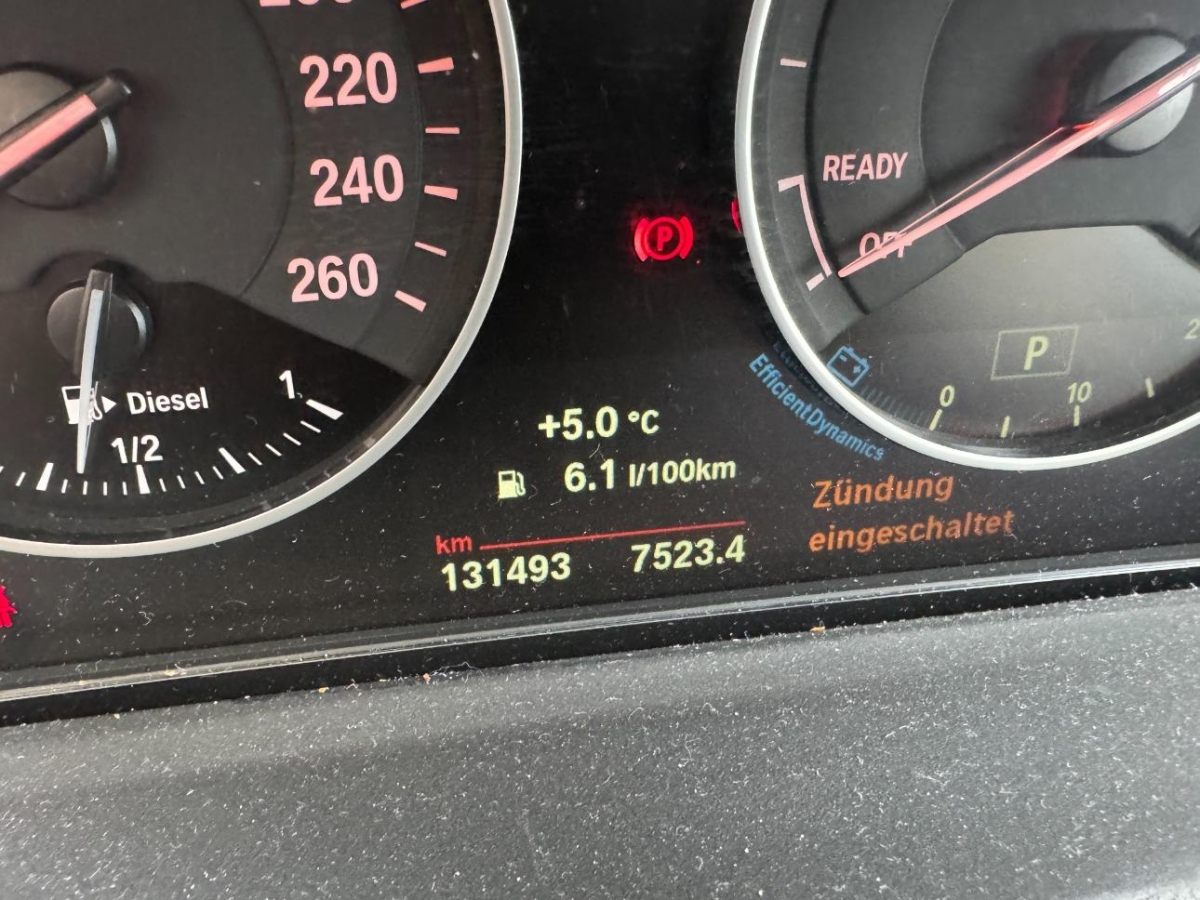 220
240
260
Diesel
1
1/2
READY
OFF
P
P
0
10
EfficientDynamics
+5.0 °C
6.1 l/100km
km
131493 7523.4
Zündung
eingeschaltet